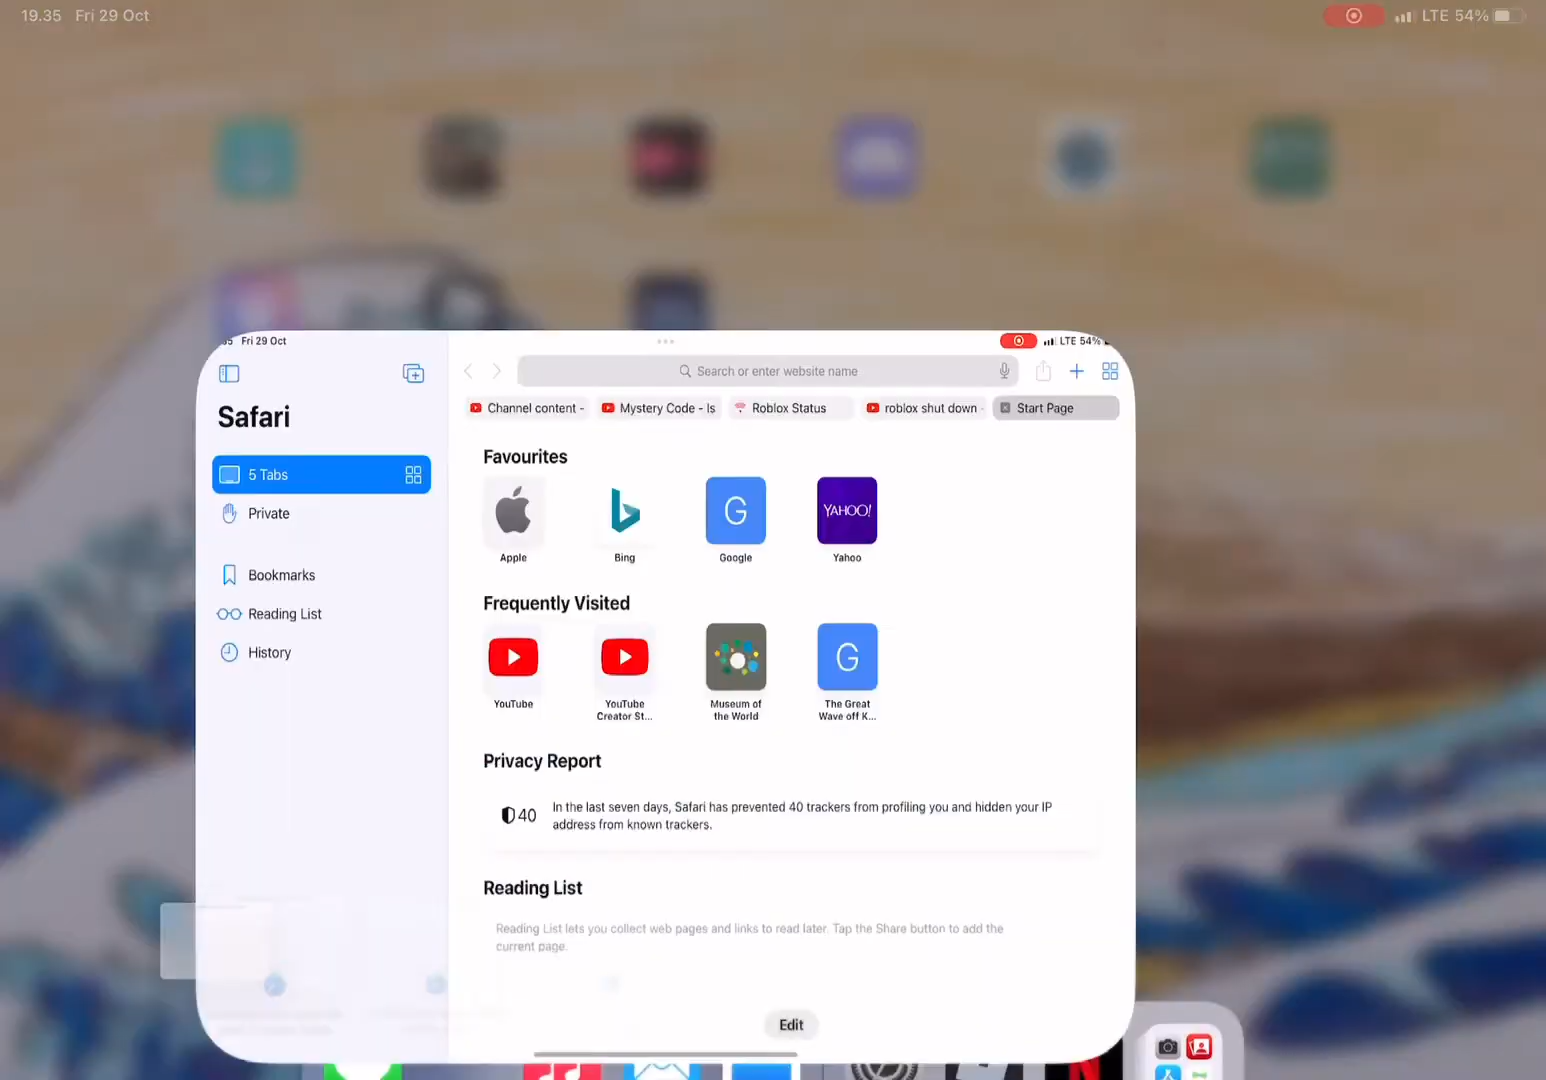 19.35 Fri 29 Oct
LTE 54%
Fri 29 Oct
LTE 54%
Search or enter website name
Safari
Channel content -
Mystery Code - Is
Roblox Status
roblox shut down -
Start Page
5 Tabs
Private
Bookmarks
Reading List
History
Favourites
G
YAHOO!
Apple
Bing
Google
Yahoo
Frequently Visited
G
YouTube
YouTube
Creator St...
Museum of
the World
The Great
Wave off K...
Privacy Report
40
In the last seven days, Safari has prevented 40 trackers from profiling you and hidden your IP
address from known trackers.
Reading List
Reading List lets you collect web pages and links to read later. Tap the Share button to add the
current page.
Edit